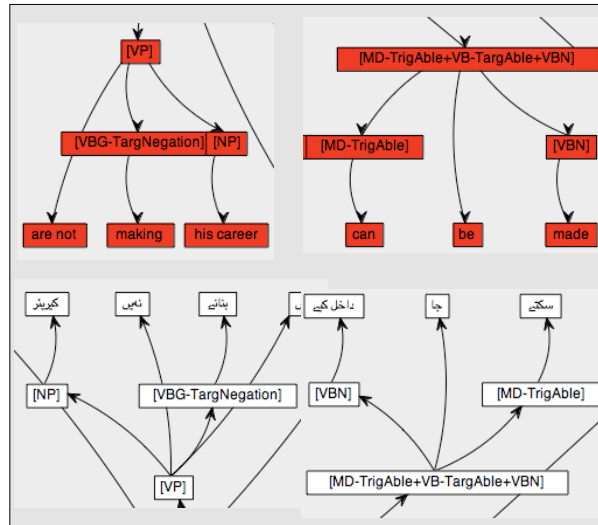 [VP]
[VBG-TargNegation]
[NP]
are not
making
his career
[MD-TrigAble+VB-TargAble+VBN]
[MD-TrigAble]
[VBN]
can
be
made
کیریئر
نہیں
بنانے
[NP]
[VBG-TargNegation]
[VP]
داخل کیے
جا
سکتے
[VBN]
[MD-TrigAble]
[MD-TrigAble+VB-TargAble+VBN]